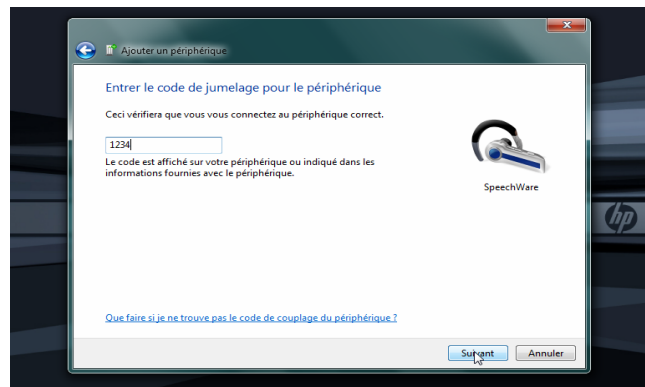 Ajouter un périphérique
Entrer le code de jumelage pour le périphérique
Ceci vérifiera que vous vous connectez au périphérique correct.
1234
Le code est affiché sur votre périphérique ou indiqué dans les
informations fournies avec le périphérique.
SpeechWare
hp
Que faire si je ne trouve pas le code de couplage du périphérique ?
Suivant Annuler